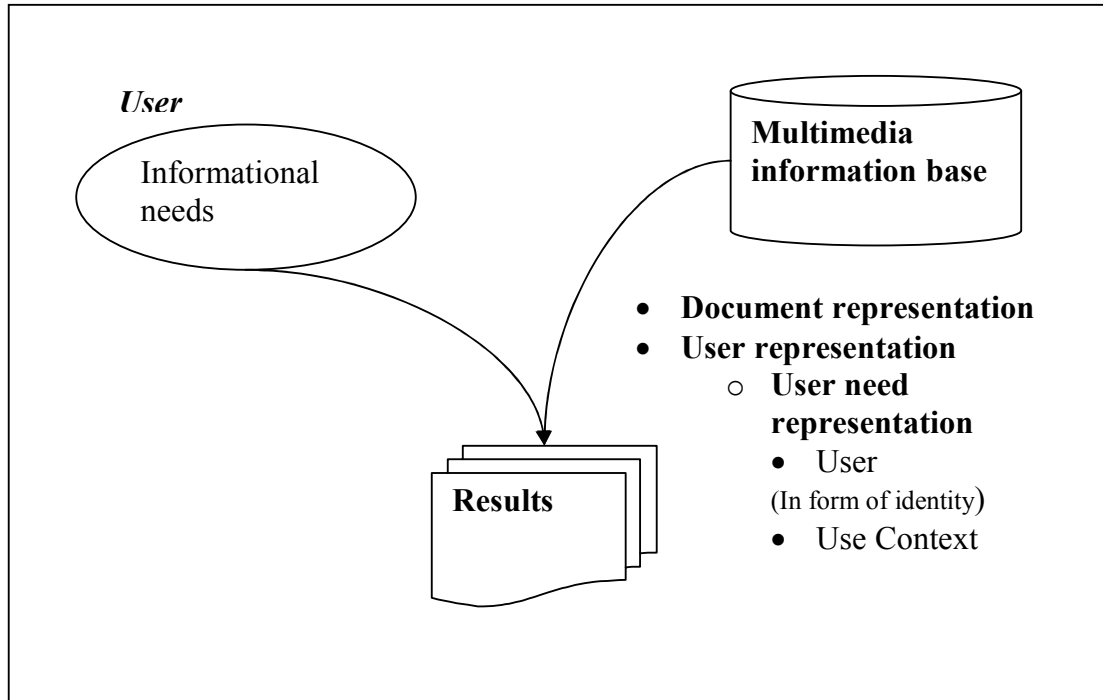 User
Informational
needs
Multimedia
information base
• Document representation
• User representation
o User need
representation
• User
(In form of identity)
• Use Context
Results